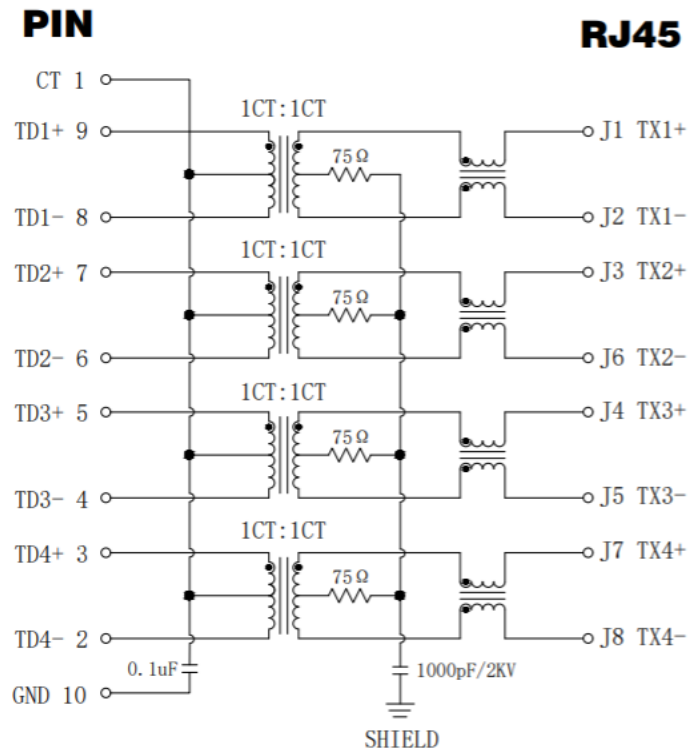 PIN
RJ45
CT 1
1CT:1CT
TD1+ 9
J1 TX1+
75Ω
TD1- 8
J2 TX1-
1CT:1CT
TD2+ 7
J3 TX2+
75Ω
TD2- 6
J6 TX2-
1CT:1CT
TD3+ 5
J4 TX3+
75Ω
TD3- 4
J5 TX3-
1CT:1CT
TD4+ 3
J7 TX4+
75Ω
TD4- 2
J8 TX4-
0.1uF
1000pF/2KV
GND 10
SHIELD